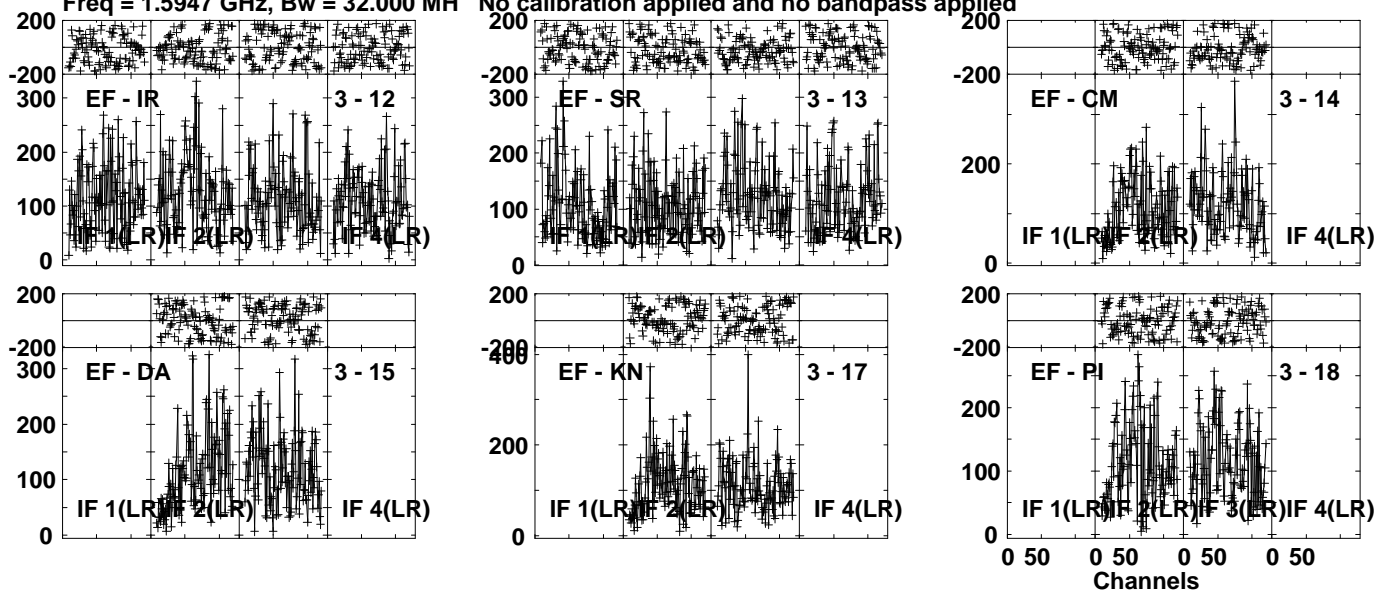 Freq = 1.5947 GHz, Bw = 32.000 MH No calibration applied and no bandpass applied
200
-200
EF - IR 3 - 12
300
200
100
0
IF 1(LR) IF 2(LR) IF 4(LR)
EF - SR 3 - 13
300
200
100
0
IF 1(LR) IF 2(LR) IF 4(LR)
200
-200
EF - CM 3 - 14
200
0
IF 1(LR) IF 2(LR) IF 4(LR)
200
-200
EF - DA 3 - 15
300
200
100
0
IF 1(LR) IF 2(LR) IF 4(LR)
200
-200
400
EF - KN 3 - 17
200
0
IF 1(LR) IF 2(LR) IF 4(LR)
200
-200
EF - PI 3 - 18
200
100
0
IF 1(LR) IF 2(LR) IF 3(LR) IF 4(LR)
0 50 0 50 0 50 0 50
Channels